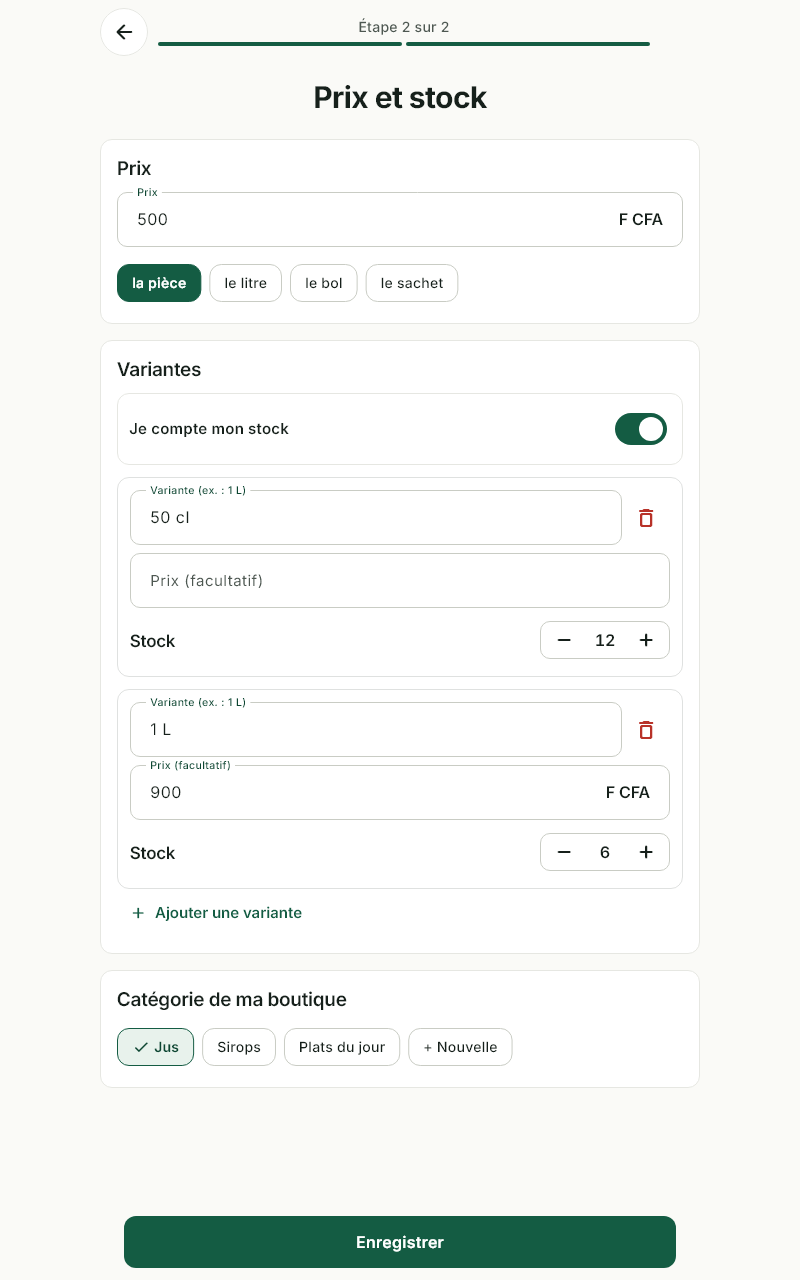 Étape 2 sur 2
Prix et stock
Prix
Prix
500 F CFA
la pièce le litre le bol le sachet
Variantes
Je compte mon stock
Variante (ex. : 1 L)
50 cl
Prix (facultatif)
Stock − 12 +
Variante (ex. : 1 L)
1 L
Prix (facultatif)
900 F CFA
Stock − 6 +
+ Ajouter une variante
Catégorie de ma boutique
Jus Sirops Plats du jour + Nouvelle
Enregistrer